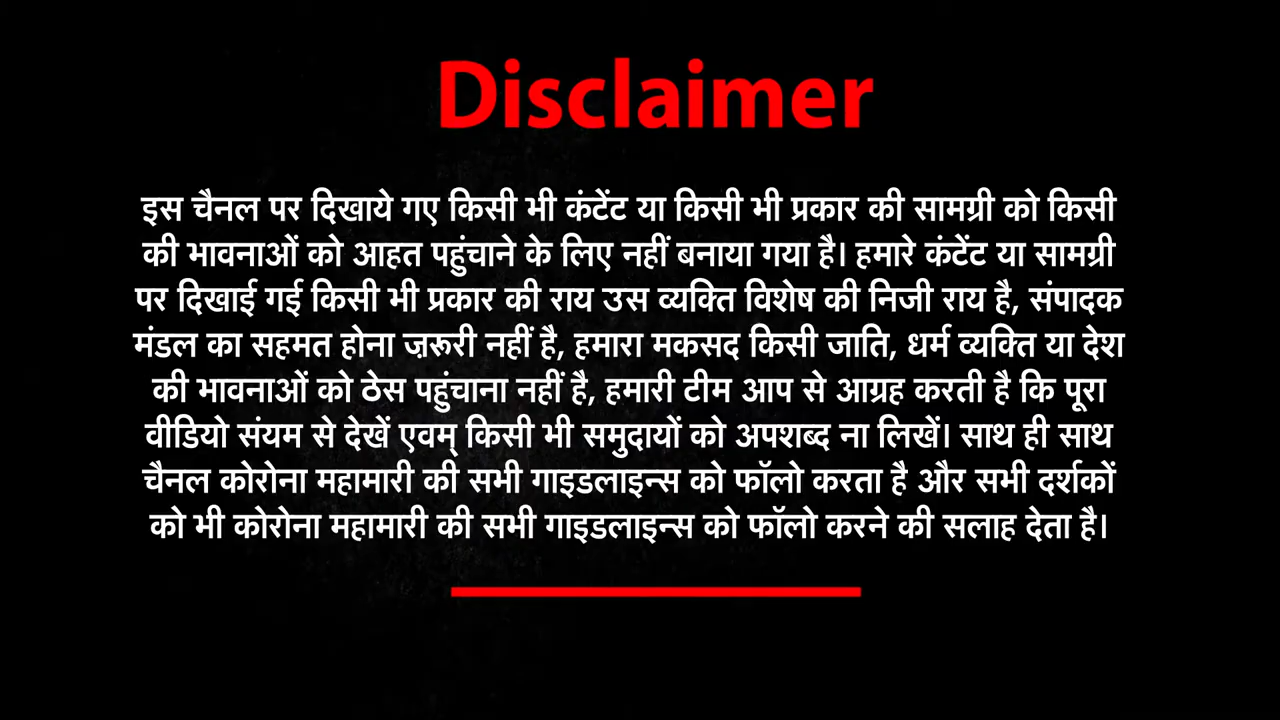 Disclaimer
इस चैनल पर दिखाये गए किसी भी कंटेंट या किसी भी प्रकार की सामग्री को किसी
की भावनाओं को आहत पहुंचाने के लिए नहीं बनाया गया है। हमारे कंटेंट या सामग्री
पर दिखाई गई किसी भी प्रकार की राय उस व्यक्ति विशेष की निजी राय है, संपादक
मंडल का सहमत होना ज़रूरी नहीं है, हमारा मकसद किसी जाति, धर्म व्यक्ति या देश
की भावनाओं को ठेस पहुंचाना नहीं है, हमारी टीम आप से आग्रह करती है कि पूरा
वीडियो संयम से देखें एवम् किसी भी समुदायों को अपशब्द ना लिखें। साथ ही साथ
चैनल कोरोना महामारी की सभी गाइडलाइन्स को फॉलो करता है और सभी दर्शकों
को भी कोरोना महामारी की सभी गाइडलाइन्स को फॉलो करने की सलाह देता है।